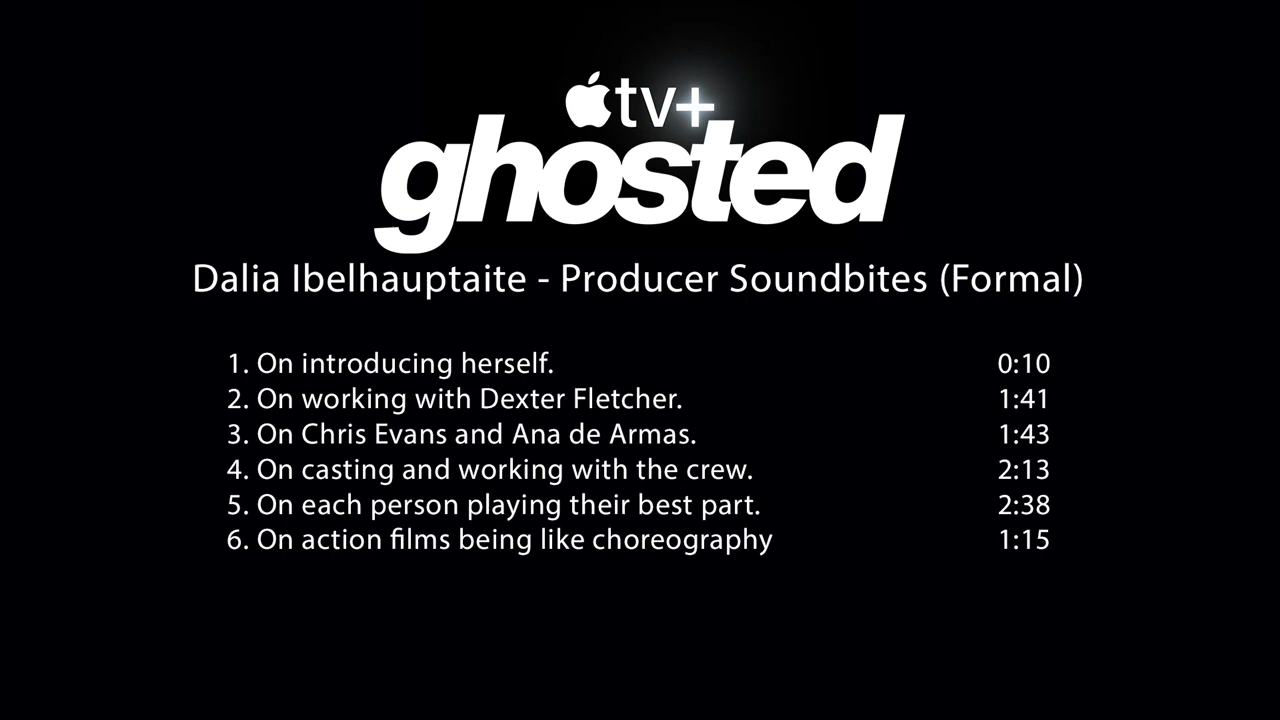 tv+
ghosted
Dalia Ibelhauptaite - Producer Soundbites (Formal)
1. On introducing herself. 0:10
2. On working with Dexter Fletcher. 1:41
3. On Chris Evans and Ana de Armas. 1:43
4. On casting and working with the crew. 2:13
5. On each person playing their best part. 2:38
6. On action films being like choreography 1:15